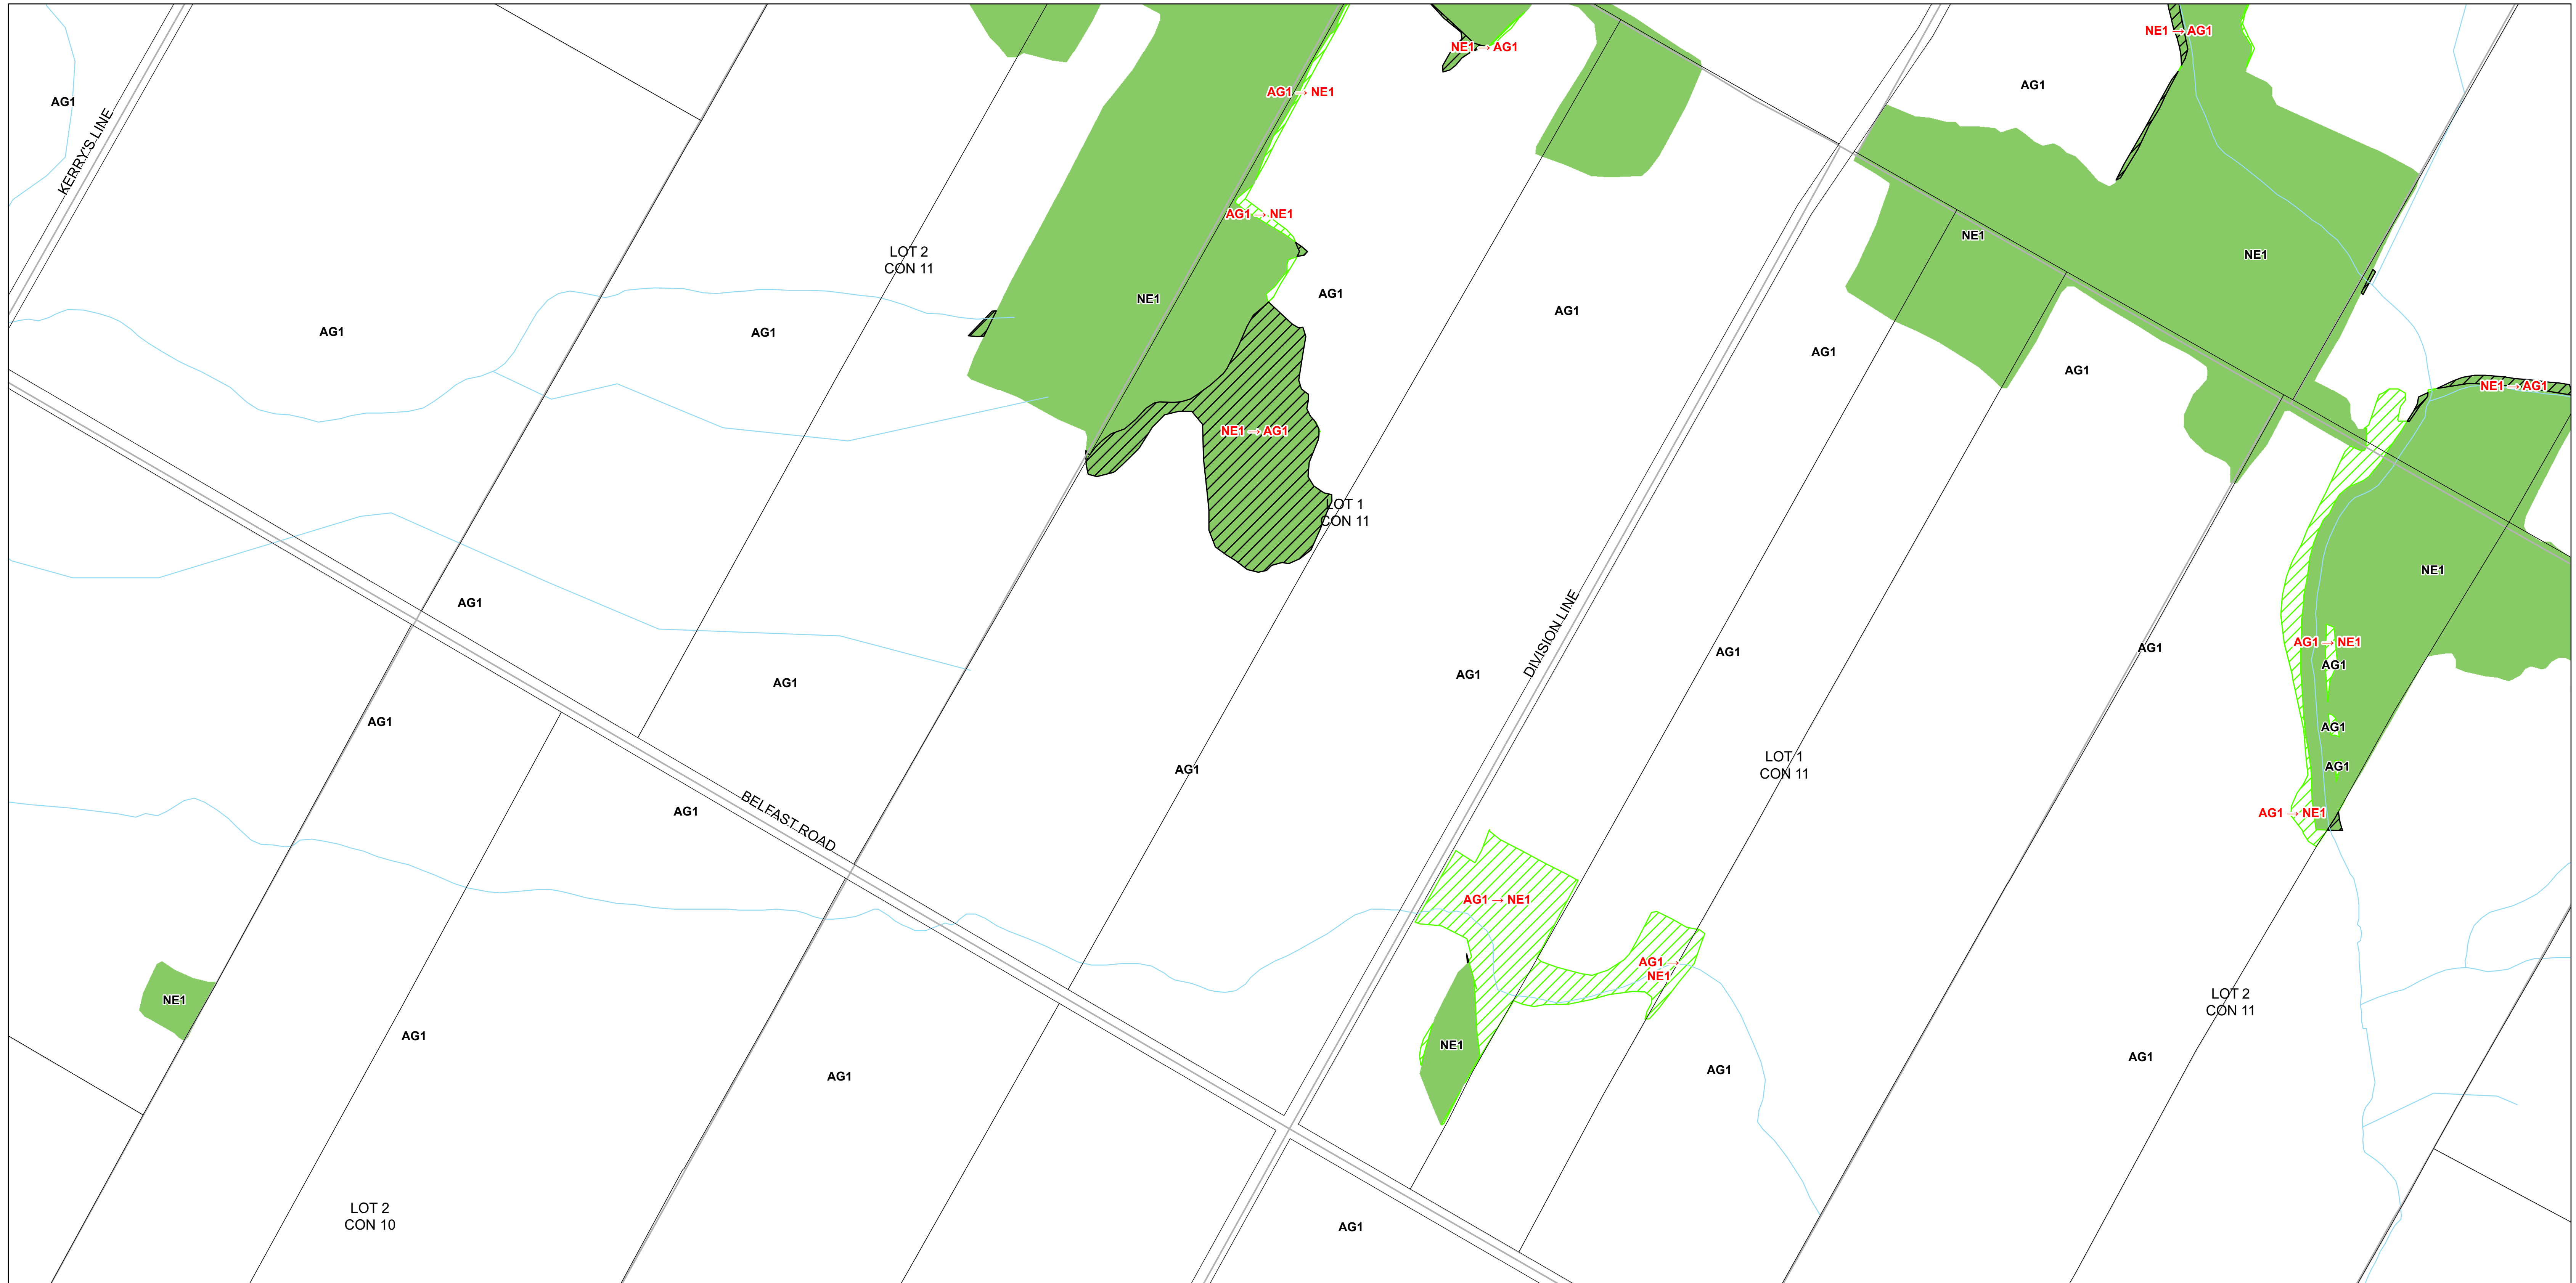 NE1→AG1
NE1→AG1
AG1
AG1→NE1
AG1
KERRY'S LINE
AG1→NE1
NE1
LOT 2
CON 11
NE1
AG1
NE1
AG1
AG1
AG1
AG1
AG1
NE1→AG1
NE1→AG1
LOT 1
CON 11
NE1
AG1
DIVISION LINE
AG1→NE1
AG1
AG1
AG1
AG1
AG1
AG1
AG1
AG1
LOT 1
CON 11
AG1
AG1
AG1→NE1
BELFAST ROAD
AG1→NE1
AG1→
NE1
NE1
LOT 2
CON 11
AG1
NE1
AG1
AG1
AG1
LOT 2
CON 10
AG1